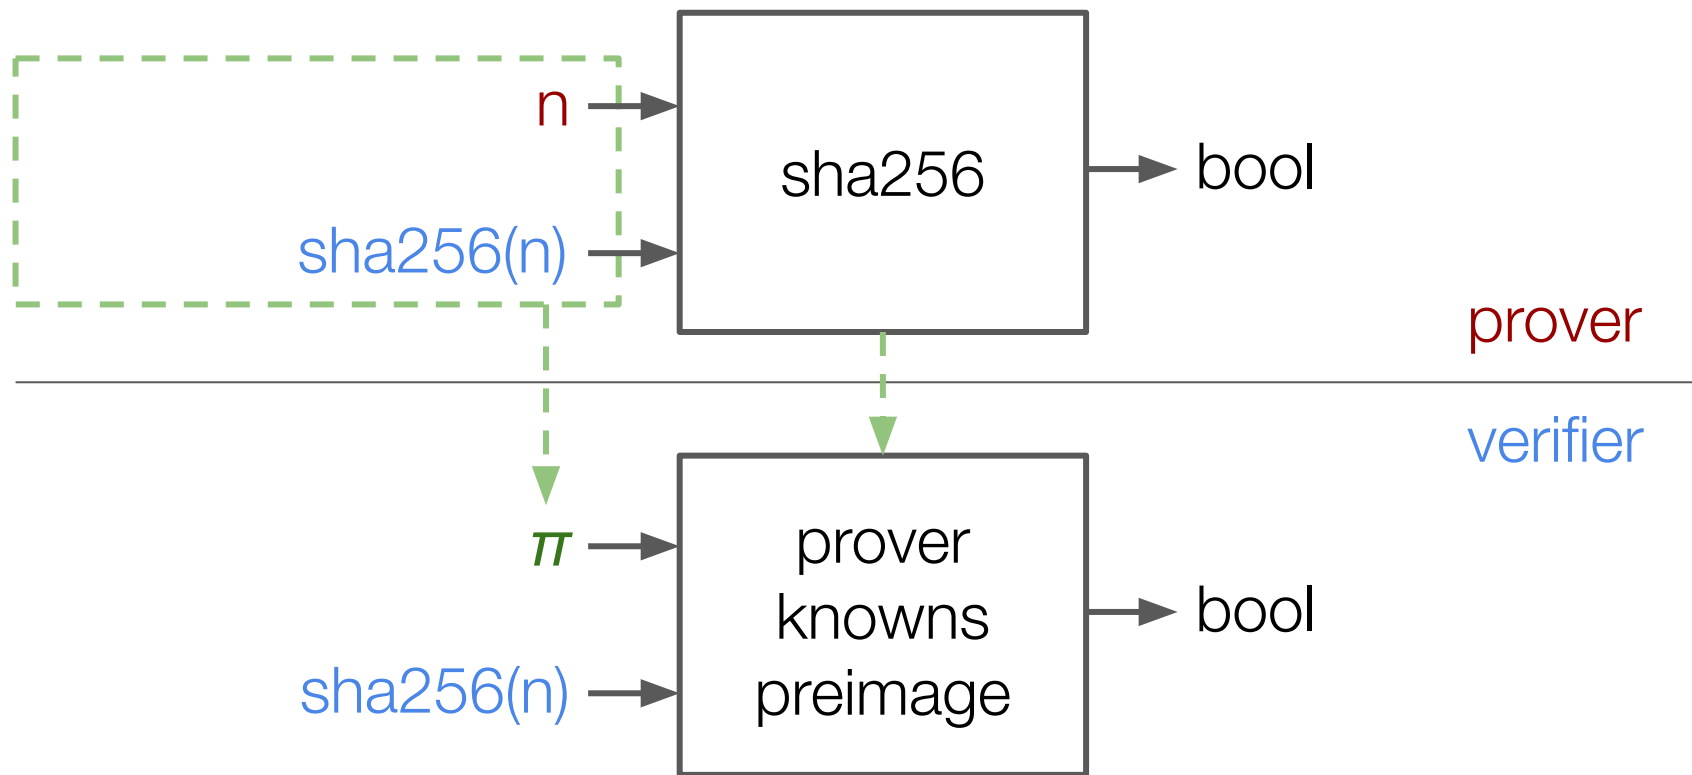 n
sha256(n)
sha256
bool
prover
verifier
π
sha256(n)
prover
knowns
preimage
bool